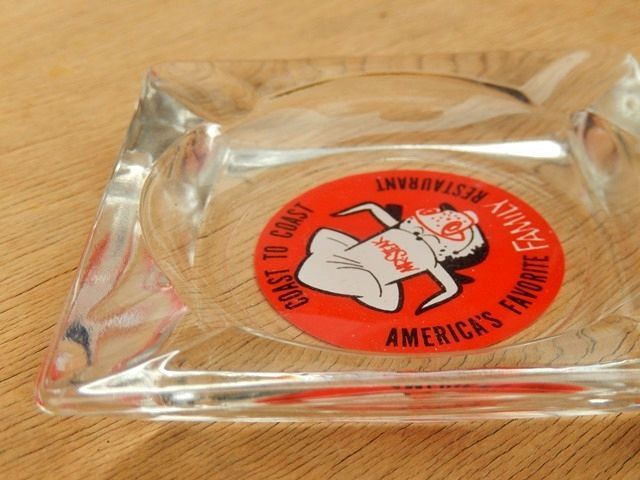 COAST TO COAST
AMERICA'S FAVORITE FAMILY RESTAURANT